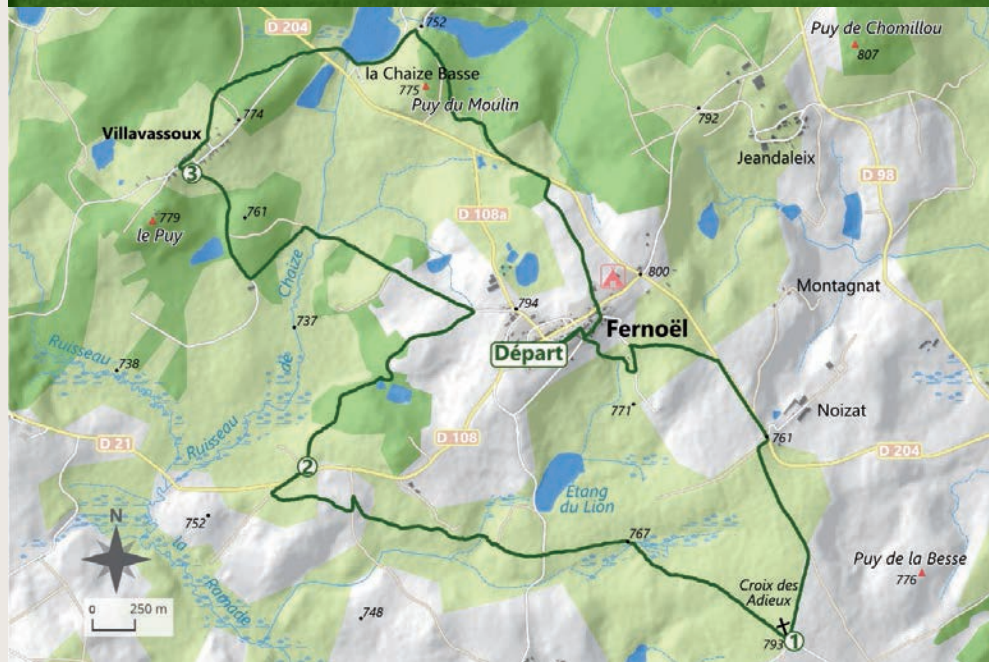 752
D 204
Puy de Chomillou
807
la Chaize Basse
775
Puy du Moulin
774
792
Villavassoux
Jeandaleix
3
D 98
761
779
le Puy
D 108a
800
Montagnat
794
Chaize
Fernoël
Départ
737
de
Ruisseau
738
771
Noizat
Ruisseau
D 21
D 108
761
D 204
2
Etang
du Lion
N
752
la
767
Puy de la Besse
776
Ramade
Croix des
Adieux
0 250 m
748
793
1